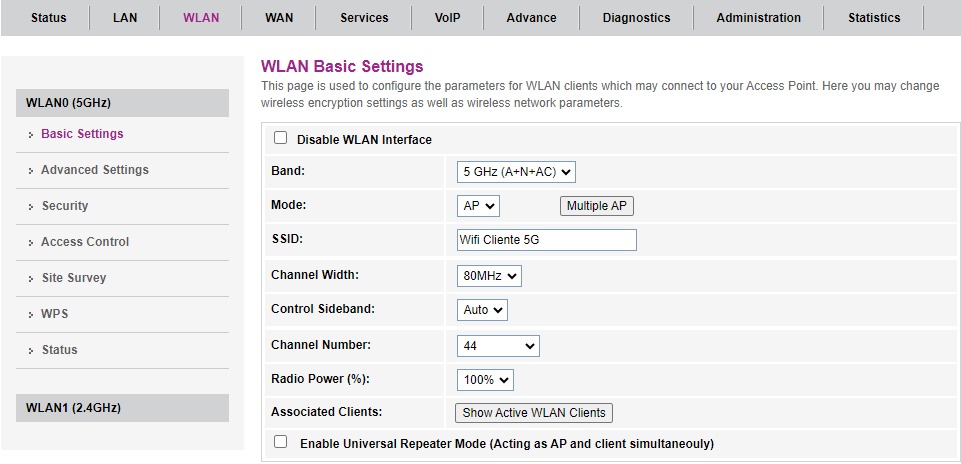 Status LAN WLAN WAN Services VoIP Advance Diagnostics Administration Statistics
WLAN0 (5GHz)
Basic Settings
Advanced Settings
Security
Access Control
Site Survey
WPS
Status
WLAN1 (2.4GHz)
WLAN Basic Settings
This page is used to configure the parameters for WLAN clients which may connect to your Access Point. Here you may change
wireless encryption settings as well as wireless network parameters.
Disable WLAN Interface
Band: 5 GHz (A+N+AC)
Mode: AP Multiple AP
SSID: Wifi Cliente 5G
Channel Width: 80MHz
Control Sideband: Auto
Channel Number: 44
Radio Power (%): 100%
Associated Clients: Show Active WLAN Clients
Enable Universal Repeater Mode (Acting as AP and client simultaneouly)